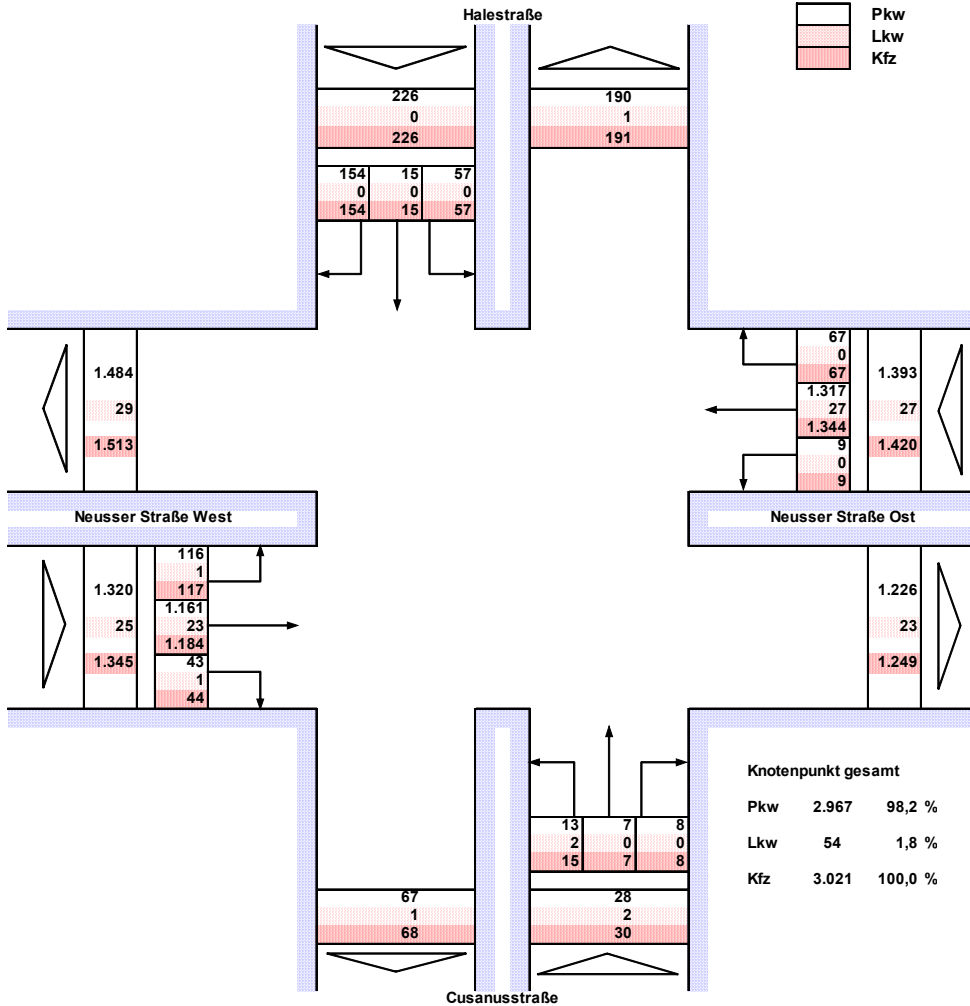 Halestraße
Pkw
Lkw
Kfz
226 190
0 1
226 191
154 15 57
0 0 0
154 15 57
1.484
29
1.513
67
0
67
1.317
27
1.344
9
0
9
1.393
27
1.420
Neusser Straße West
Neusser Straße Ost
1.320
25
1.345
116
1
117
1.161
23
1.184
43
1
44
1.226
23
1.249
Knotenpunkt gesamt
Pkw 2.967 98,2 %
Lkw 54 1,8 %
Kfz 3.021 100,0 %
13 7 8
2 0 0
15 7 8
67 28
1 2
68 30
Cusanusstraße